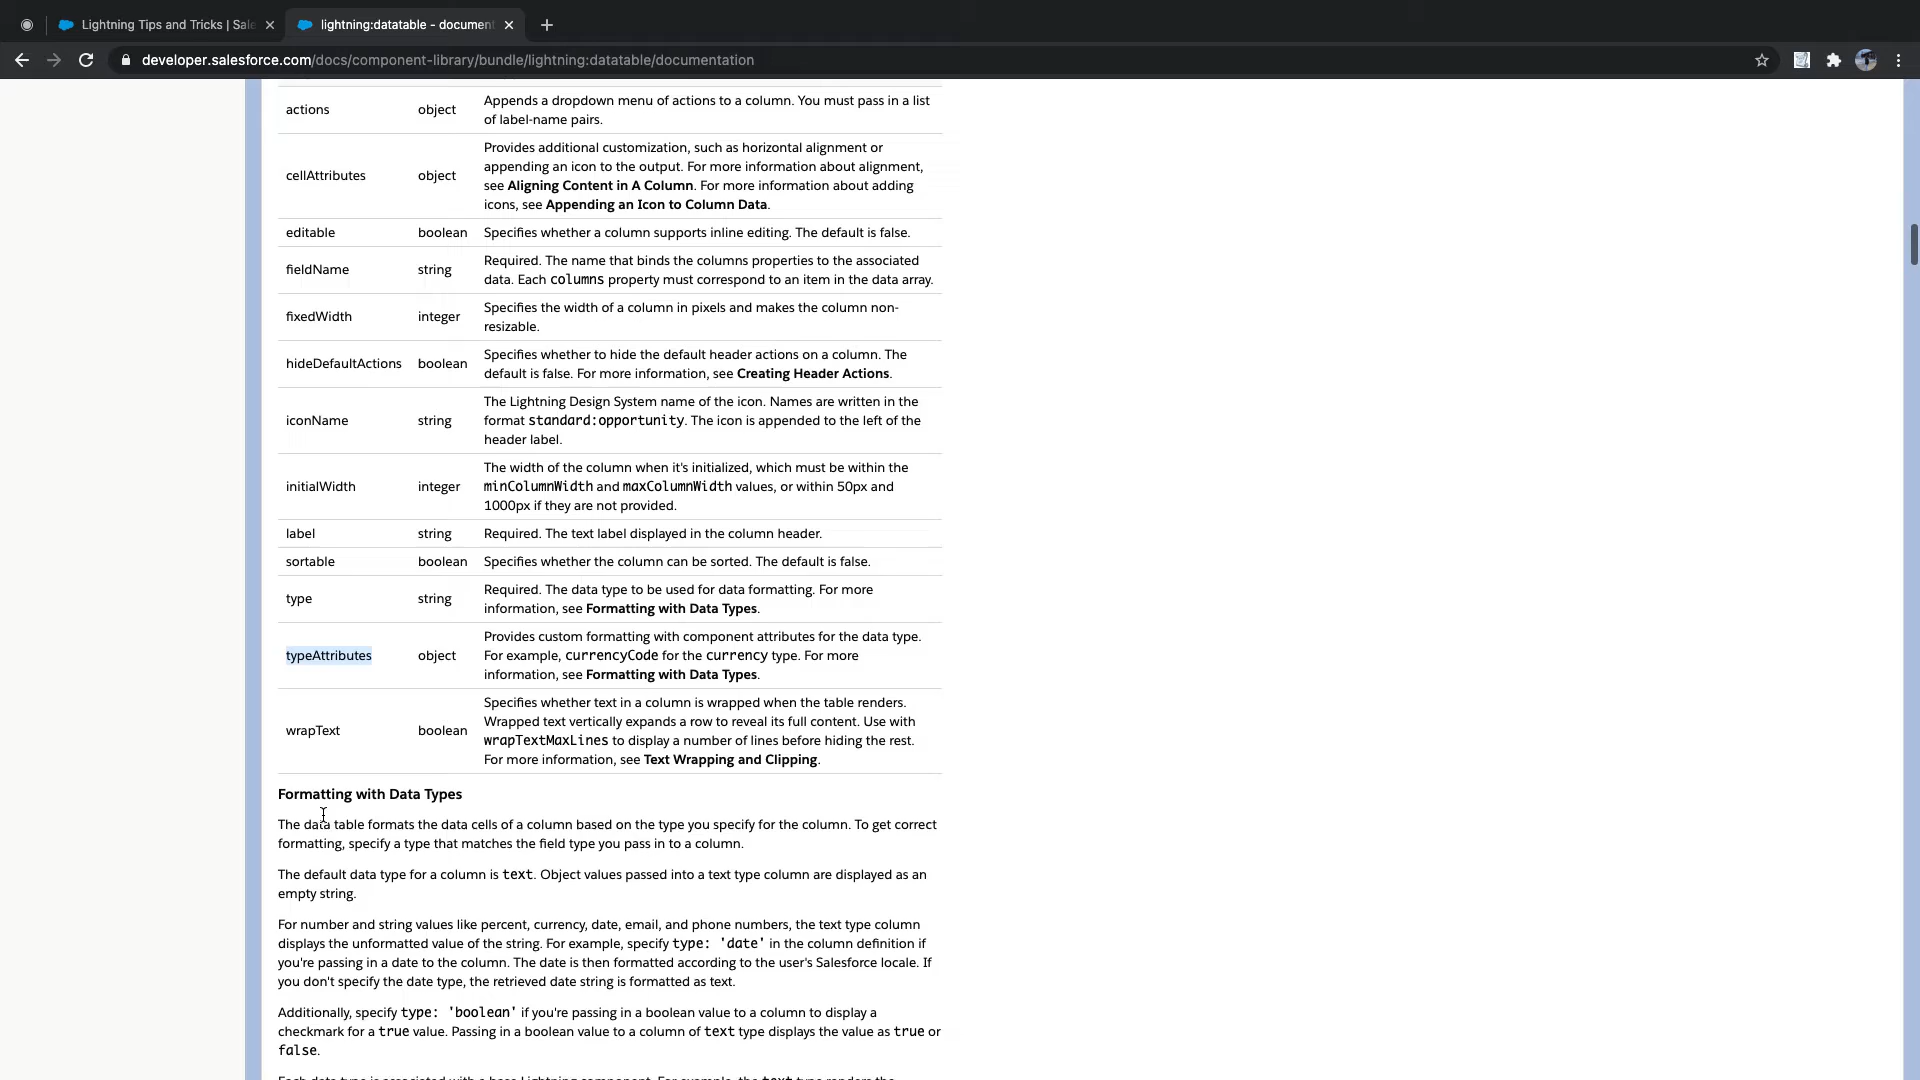 Lightning Tips and Tricks | Sale
lightning:datatable - document
developer.salesforce.com/docs/component-library/bundle/lightning:datatable/documentation
actions object Appends a dropdown menu of actions to a column. You must pass in a list
of label-name pairs.
cellAttributes object Provides additional customization, such as horizontal alignment or
appending an icon to the output. For more information about alignment,
see Aligning Content in A Column. For more information about adding
icons, see Appending an Icon to Column Data.
editable boolean Specifies whether a column supports inline editing. The default is false.
fieldName string Required. The name that binds the columns properties to the associated
data. Each columns property must correspond to an item in the data array.
fixedWidth integer Specifies the width of a column in pixels and makes the column non-
resizable.
hideDefaultActions boolean Specifies whether to hide the default header actions on a column. The
default is false. For more information, see Creating Header Actions.
iconName string The Lightning Design System name of the icon. Names are written in the
format standard:opportunity. The icon is appended to the left of the
header label.
initialWidth integer The width of the column when it's initialized, which must be within the
minColumnWidth and maxColumnWidth values, or within 50px and
1000px if they are not provided.
label string Required. The text label displayed in the column header.
sortable boolean Specifies whether the column can be sorted. The default is false.
type string Required. The data type to be used for data formatting. For more
information, see Formatting with Data Types.
typeAttributes object Provides custom formatting with component attributes for the data type.
For example, currencyCode for the currency type. For more
information, see Formatting with Data Types.
wrapText boolean Specifies whether text in a column is wrapped when the table renders.
Wrapped text vertically expands a row to reveal its full content. Use with
wrapTextMaxLines to display a number of lines before hiding the rest.
For more information, see Text Wrapping and Clipping.
Formatting with Data Types
The data table formats the data cells of a column based on the type you specify for the column. To get correct
formatting, specify a type that matches the field type you pass in to a column.
The default data type for a column is text. Object values passed into a text type column are displayed as an
empty string.
For number and string values like percent, currency, date, email, and phone numbers, the text type column
displays the unformatted value of the string. For example, specify type: 'date' in the column definition if
you're passing in a date to the column. The date is then formatted according to the user's Salesforce locale. If
you don't specify the date type, the retrieved date string is formatted as text.
Additionally, specify type: 'boolean' if you're passing in a boolean value to a column to display a
checkmark for a true value. Passing in a boolean value to a column of text type displays the value as true or
false.
Each data type is associated with a base Lightning component. For example, the text type renders the